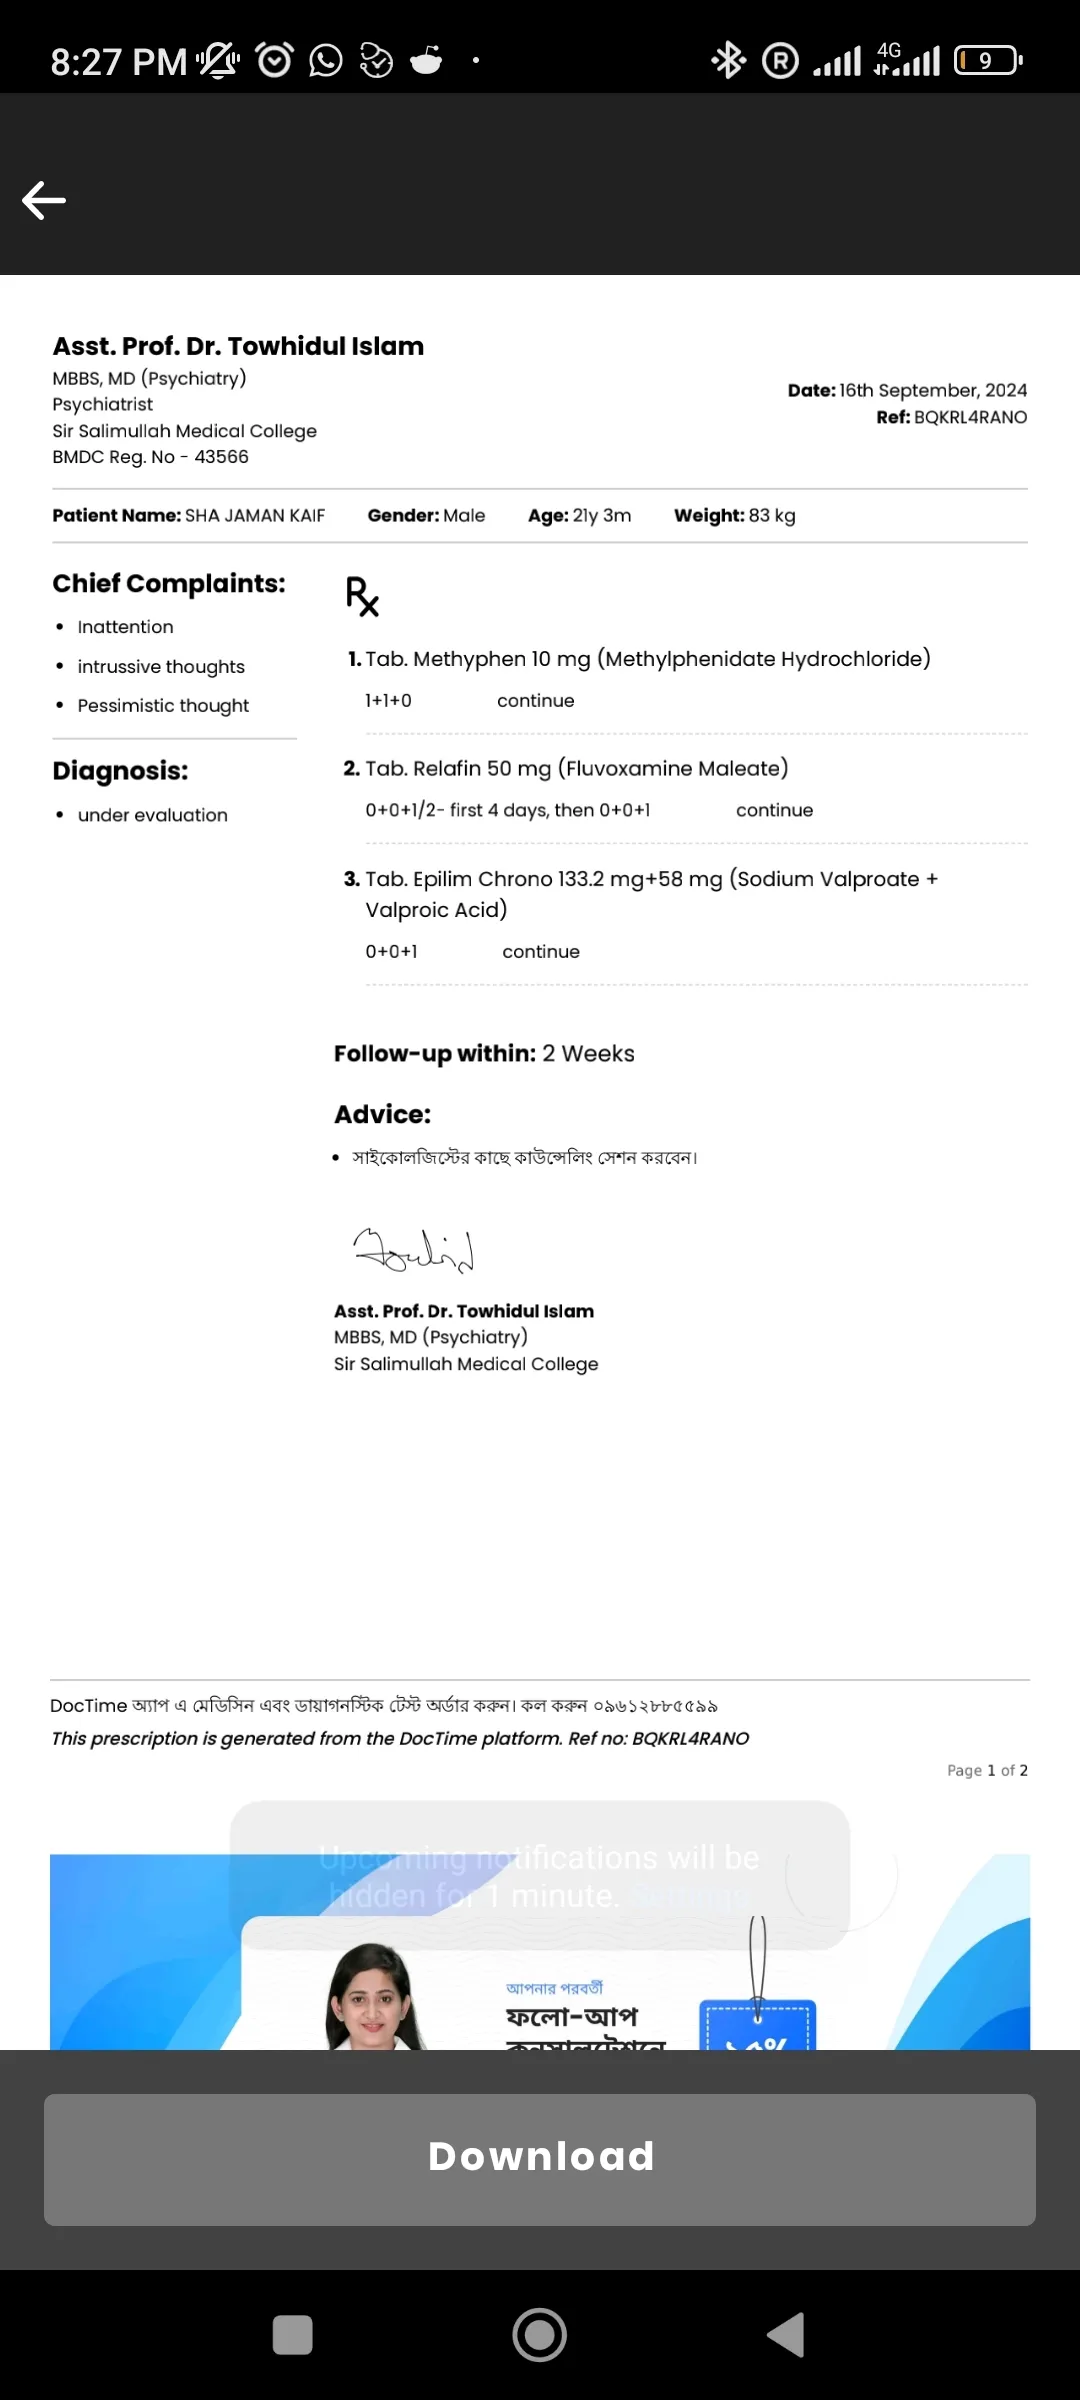 8:27 PM
4G
9
Asst. Prof. Dr. Towhidul Islam
MBBS, MD (Psychiatry)
Psychiatrist
Sir Salimullah Medical College
BMDC Reg. No - 43566
Date: 16th September, 2024
Ref: BQKRL4RANO
Patient Name: SHA JAMAN KAIF Gender: Male Age: 21y 3m Weight: 83 kg
Chief Complaints:
• Inattention
• intrussive thoughts
• Pessimistic thought
Diagnosis:
• under evaluation
Rx
1. Tab. Methyphen 10 mg (Methylphenidate Hydrochloride)
1+1+0 continue
2. Tab. Relafin 50 mg (Fluvoxamine Maleate)
0+0+1/2- first 4 days, then 0+0+1 continue
3. Tab. Epilim Chrono 133.2 mg+58 mg (Sodium Valproate +
Valproic Acid)
0+0+1 continue
Follow-up within: 2 Weeks
Advice:
• সাইকোলজিস্টের কাছে কাউন্সেলিং সেশন করবেন।
Asst. Prof. Dr. Towhidul Islam
MBBS, MD (Psychiatry)
Sir Salimullah Medical College
DocTime অ্যাপ এ মেডিসিন এবং ডায়াগনস্টিক টেস্ট অর্ডার করুন। কল করুন ০৯৬১২৮৮৫৫৯৯
This prescription is generated from the DocTime platform. Ref no: BQKRL4RANO
Page 1 of 2
Upcoming notifications will be
hidden for 1 minute. Settings
আপনার পরবর্তী
ফলো-আপ
কনসালটেশনে
Download